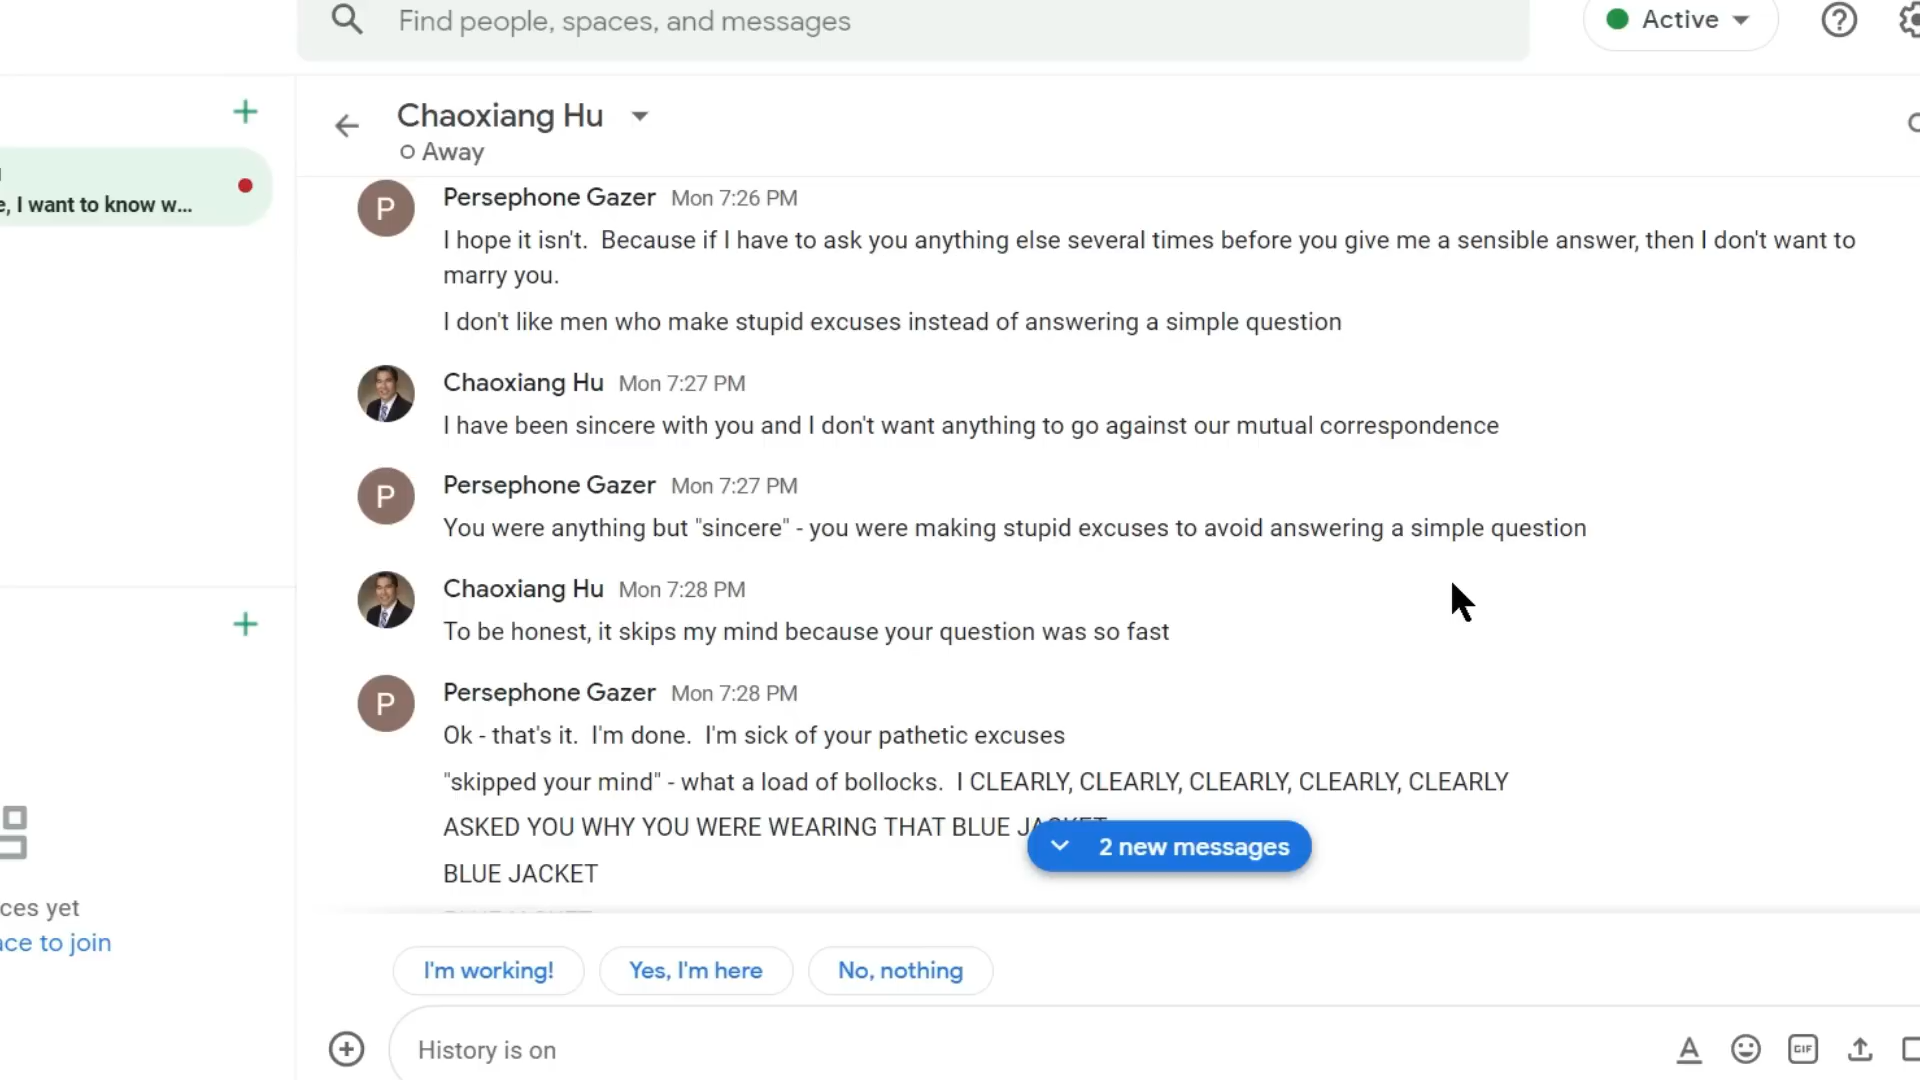 Find people, spaces, and messages
Active
Chaoxiang Hu
Away
e, I want to know w...
Persephone Gazer Mon 7:26 PM
I hope it isn't.  Because if I have to ask you anything else several times before you give me a sensible answer, then I don't want to
marry you.
I don't like men who make stupid excuses instead of answering a simple question
Chaoxiang Hu Mon 7:27 PM
I have been sincere with you and I don't want anything to go against our mutual correspondence
Persephone Gazer Mon 7:27 PM
You were anything but "sincere" - you were making stupid excuses to avoid answering a simple question
Chaoxiang Hu Mon 7:28 PM
To be honest, it skips my mind because your question was so fast
Persephone Gazer Mon 7:28 PM
Ok - that's it.  I'm done.  I'm sick of your pathetic excuses
"skipped your mind" - what a load of bollocks.  I CLEARLY, CLEARLY, CLEARLY, CLEARLY, CLEARLY
ASKED YOU WHY YOU WERE WEARING THAT BLUE JACKET
2 new messages
BLUE JACKET
ces yet
ace to join
I'm working!
Yes, I'm here
No, nothing
History is on
GIF
P
P
P